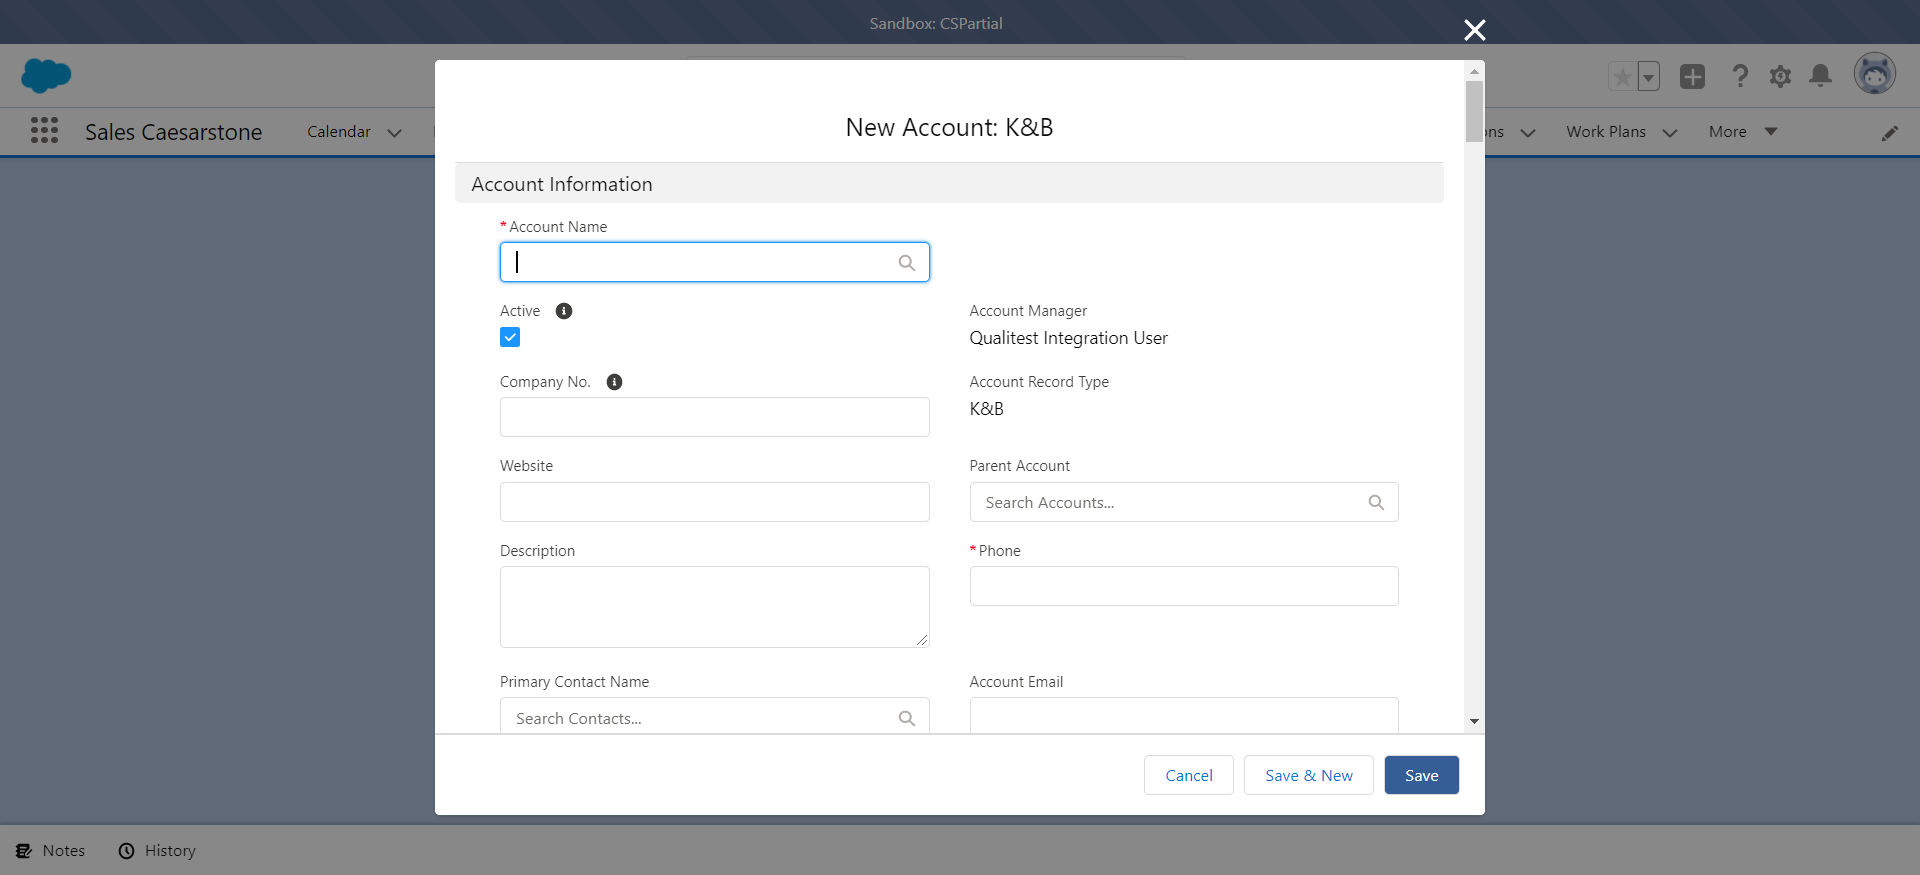 Sandbox: CSPartial
Sales Caesarstone
Calendar
Work Plans
More
New Account: K&B
Account Information
* Account Name
Active
Account Manager
Qualitest Integration User
Company No.
Account Record Type
K&B
Website
Parent Account
Search Accounts...
Description
* Phone
Primary Contact Name
Account Email
Search Contacts...
Cancel
Save & New
Save
Notes
History